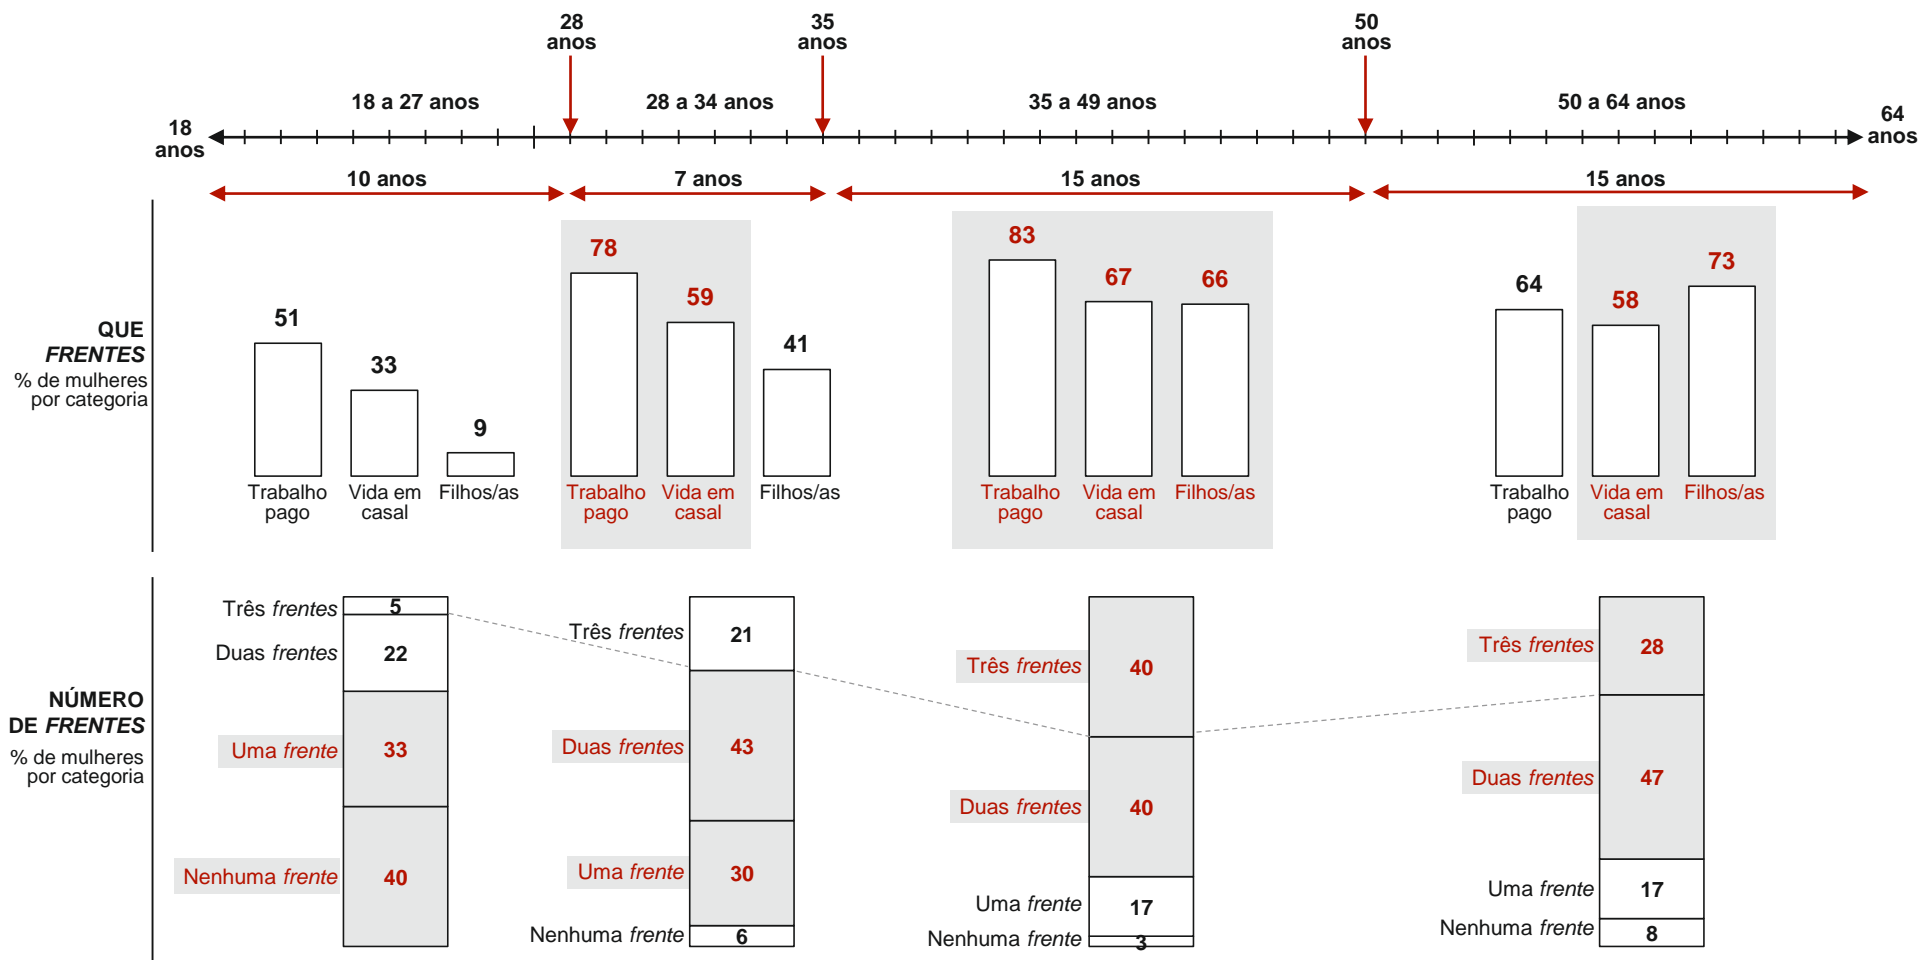 28
anos
35
anos
50
anos
18 a 27 anos
28 a 34 anos
35 a 49 anos
50 a 64 anos
18
anos
64
anos
10 anos
7 anos
15 anos
15 anos
QUE
FRENTES
% de mulheres
por categoria
51
33
9
Trabalho
pago
Vida em
casal
Filhos/as
78
59
41
Trabalho
pago
Vida em
casal
Filhos/as
83
67
66
Trabalho
pago
Vida em
casal
Filhos/as
64
58
73
Trabalho
pago
Vida em
casal
Filhos/as
NÚMERO
DE FRENTES
% de mulheres
por categoria
Três frentes 5
Duas frentes 22
Uma frente 33
Nenhuma frente 40
Três frentes 21
Duas frentes 43
Uma frente 30
Nenhuma frente 6
Três frentes 40
Duas frentes 40
Uma frente 17
Nenhuma frente 3
Três frentes 28
Duas frentes 47
Uma frente 17
Nenhuma frente 8